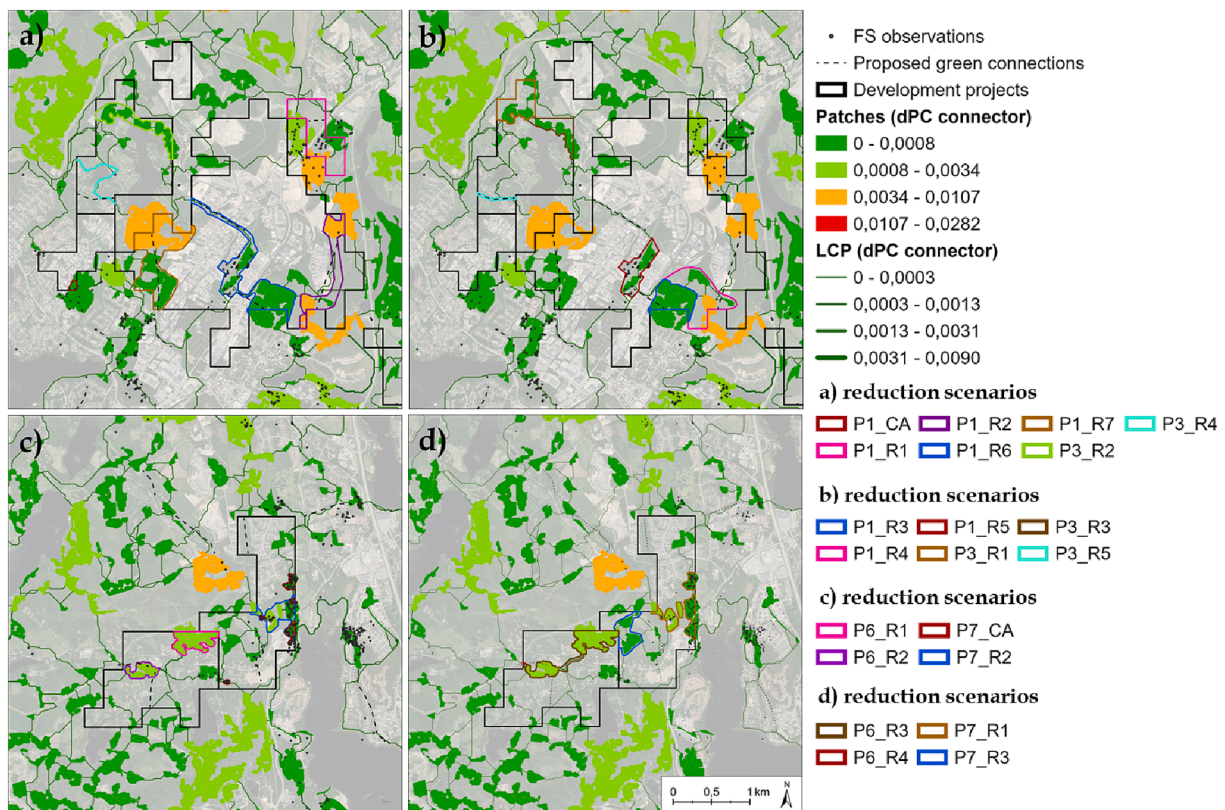 a)
b)
c)
d)
0 0,5 1 km
N
FS observations
Proposed green connections
Development projects
Patches (dPC connector)
0 - 0,0008
0,0008 - 0,0034
0,0034 - 0,0107
0,0107 - 0,0282
LCP (dPC connector)
0 - 0,0003
0,0003 - 0,0013
0,0013 - 0,0031
0,0031 - 0,0090
a) reduction scenarios
P1_CA P1_R2 P1_R7 P3_R4
P1_R1 P1_R6 P3_R2
b) reduction scenarios
P1_R3 P1_R5 P3_R3
P1_R4 P3_R1 P3_R5
c) reduction scenarios
P6_R1 P7_CA
P6_R2 P7_R2
d) reduction scenarios
P6_R3 P7_R1
P6_R4 P7_R3